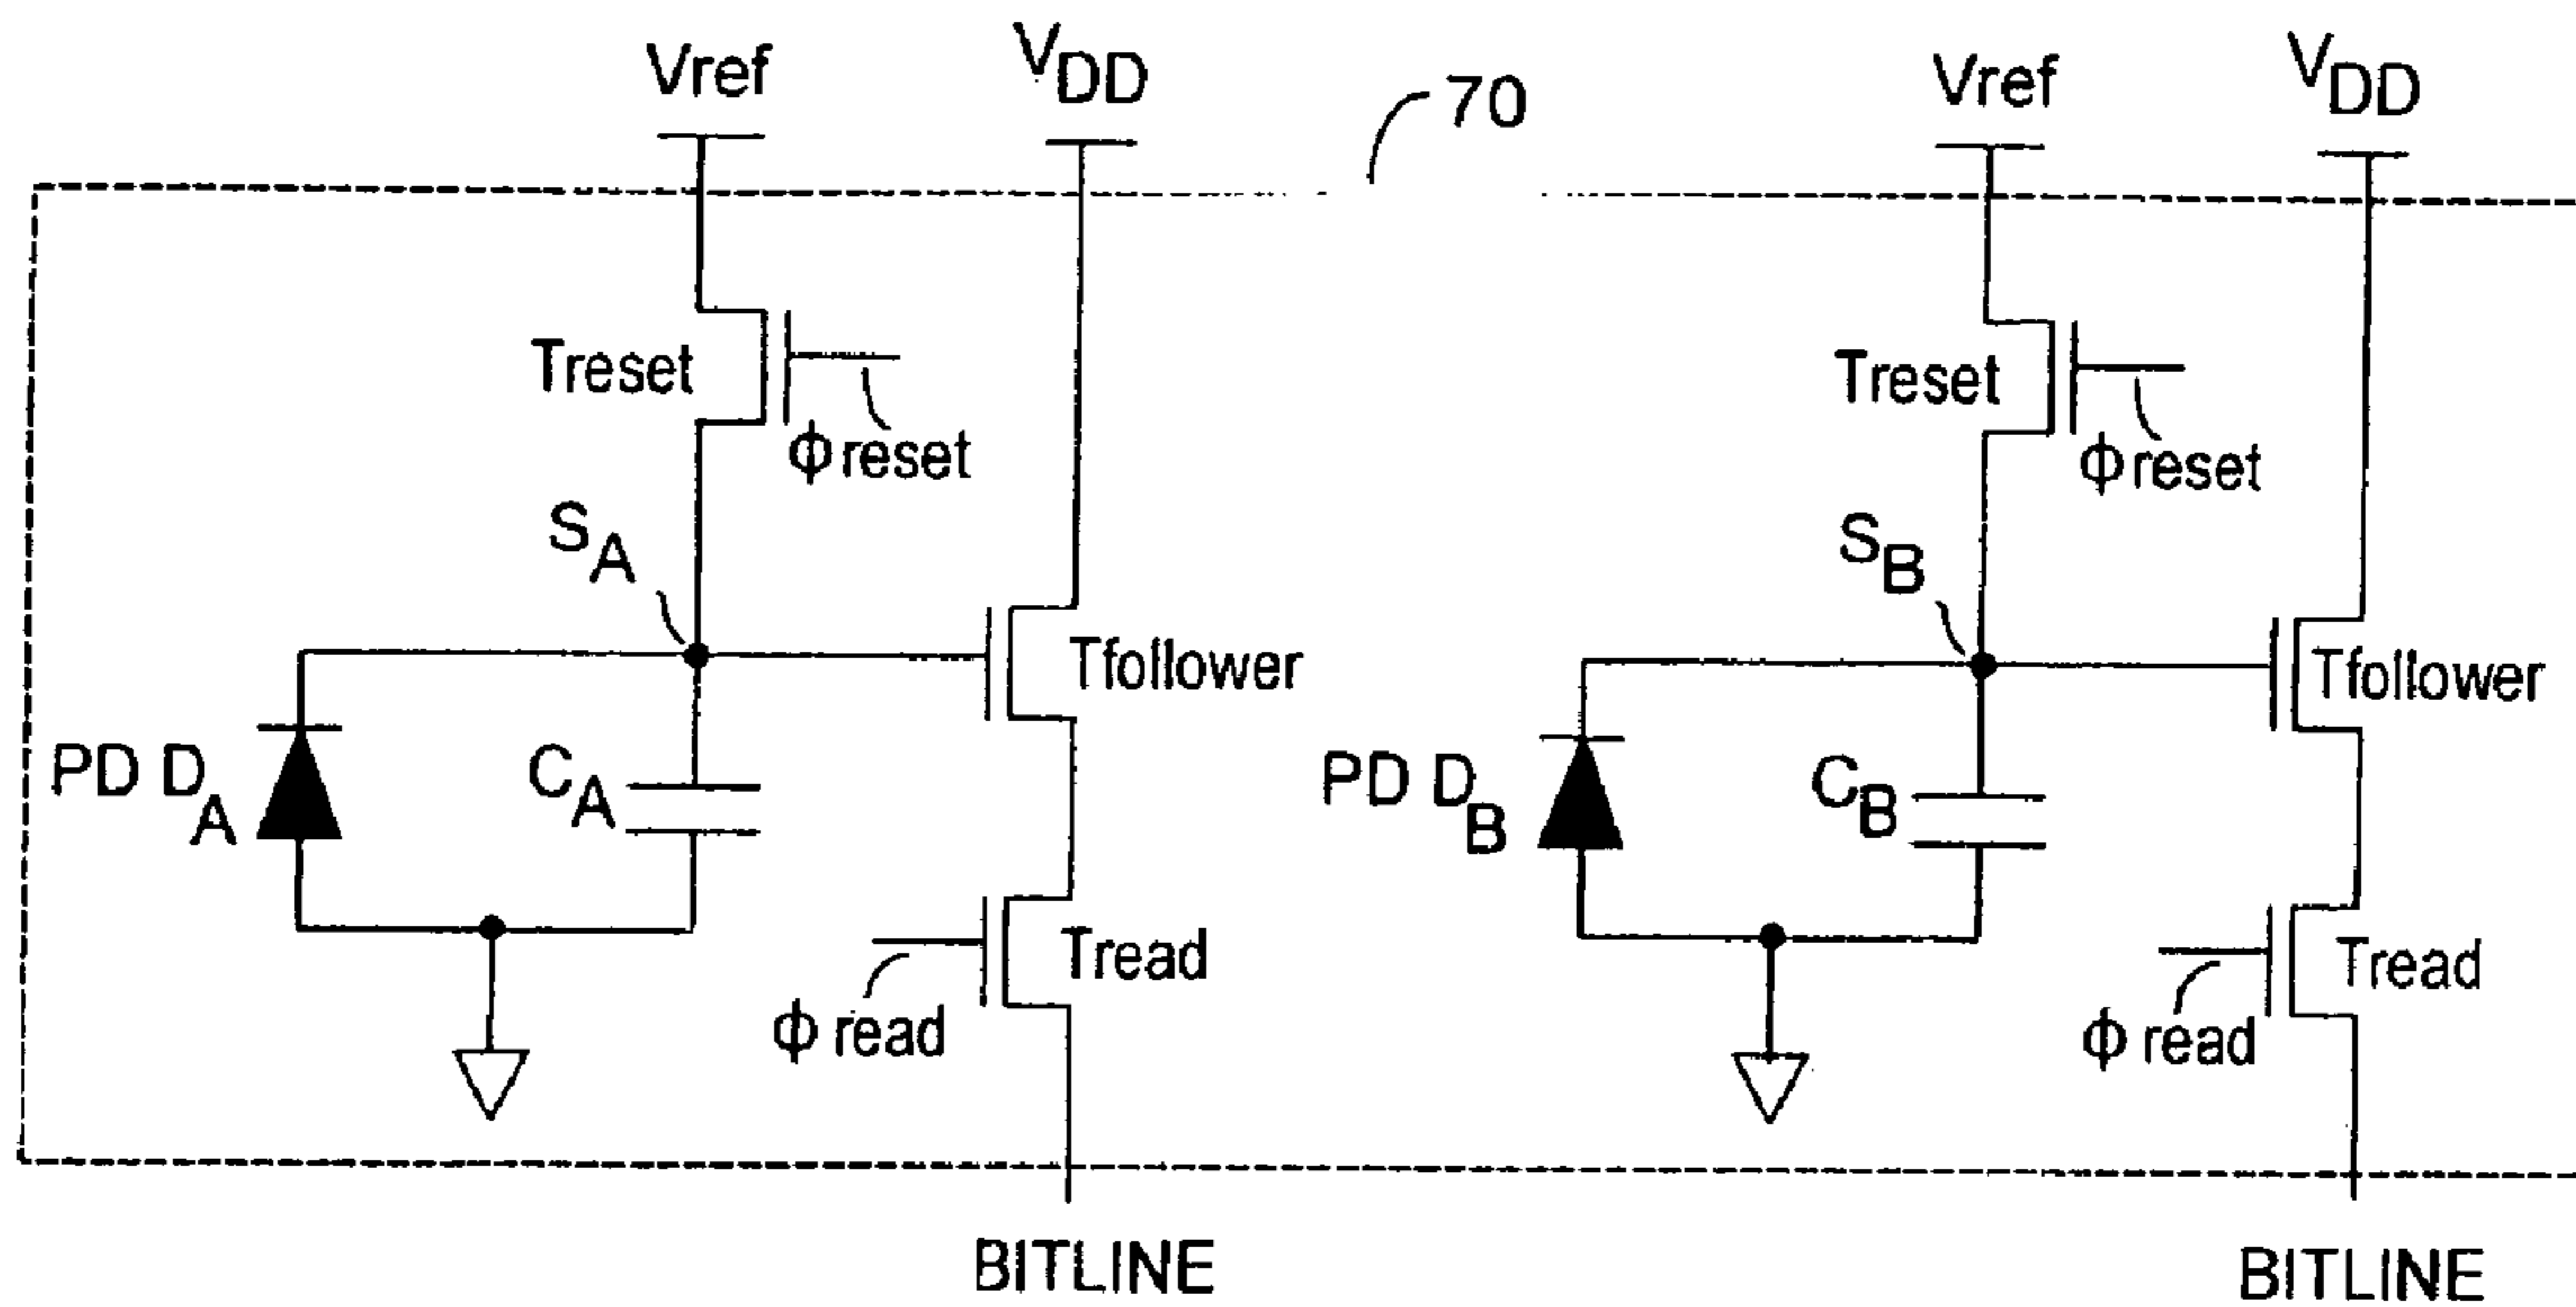 Vref
VDD
70
Vref
VDD
Treset
ϕreset
Treset
ϕreset
SA
SB
Tfollower
Tfollower
PD DA
CA
PD DB
CB
Tread
ϕ read
Tread
ϕ read
BITLINE
BITLINE